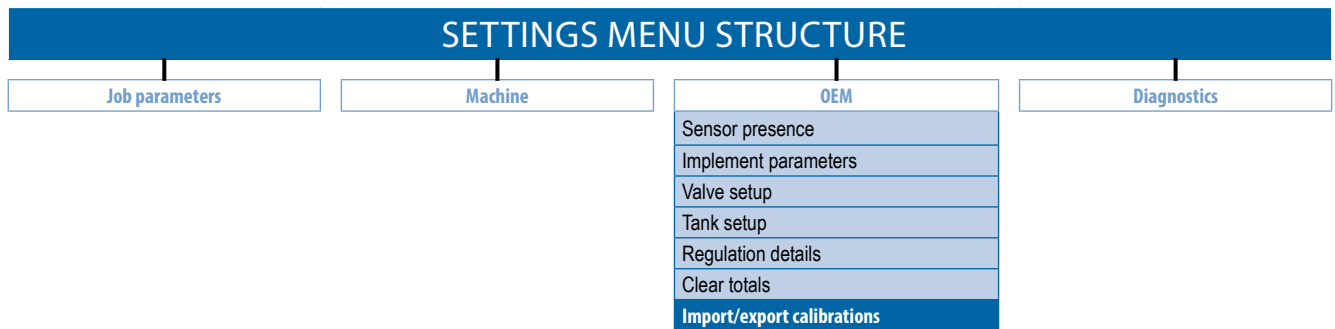 SETTINGS MENU STRUCTURE
Job parameters
Machine
OEM
Diagnostics
Sensor presence
Implement parameters
Valve setup
Tank setup
Regulation details
Clear totals
Import/export calibrations